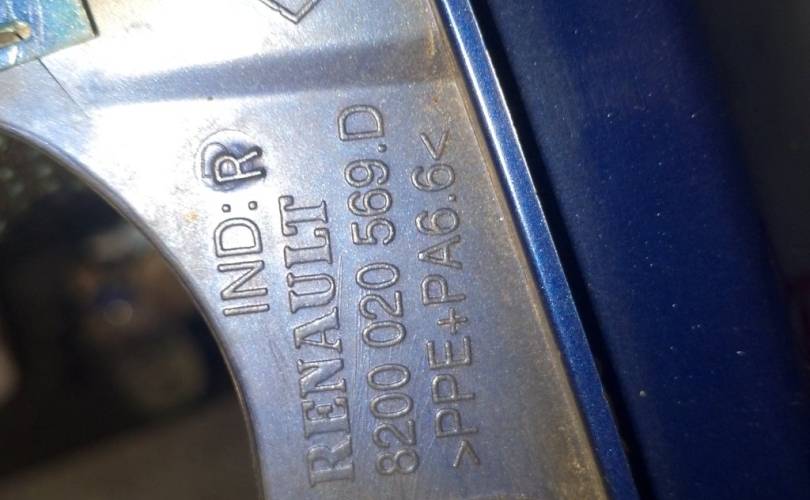 IND: R
RENAULT
8200 020 569.D
>PPE+PA6.6<